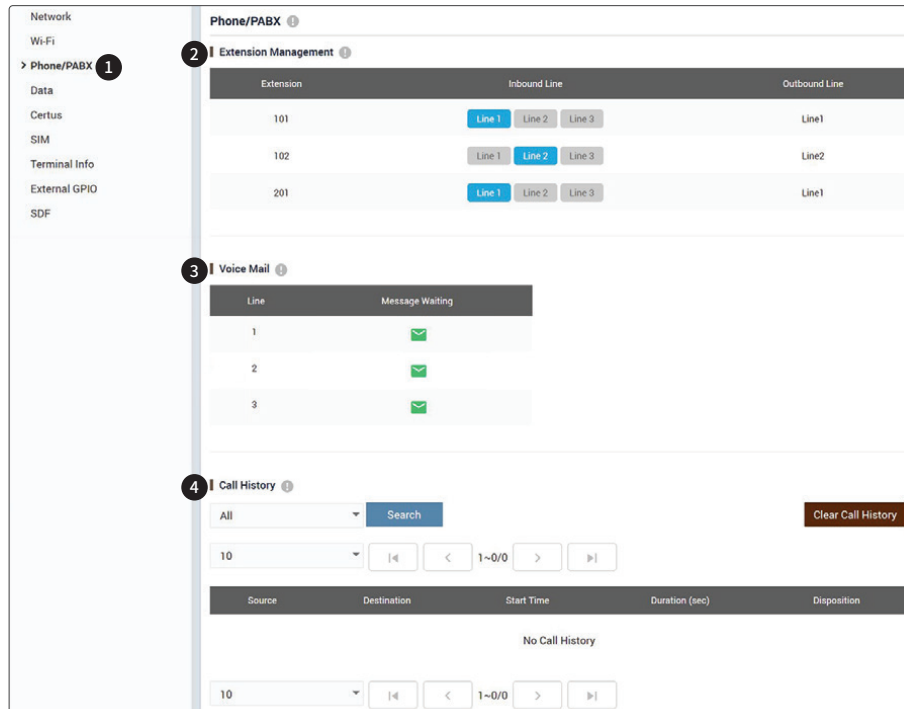 Network
Wi-Fi
> Phone/PABX 1
Data
Certus
SIM
Terminal Info
External GPIO
SDF
Phone/PABX !
2 Extension Management !
Extension Inbound Line Outbound Line
101 Line 1 Line 2 Line 3 Line1
102 Line 1 Line 2 Line 3 Line2
201 Line 1 Line 2 Line 3 Line1
3 Voice Mail !
Line Message Waiting
1
2
3
4 Call History !
All Search Clear Call History
10 1~0/0
Source Destination Start Time Duration (sec) Disposition
No Call History
10 1~0/0